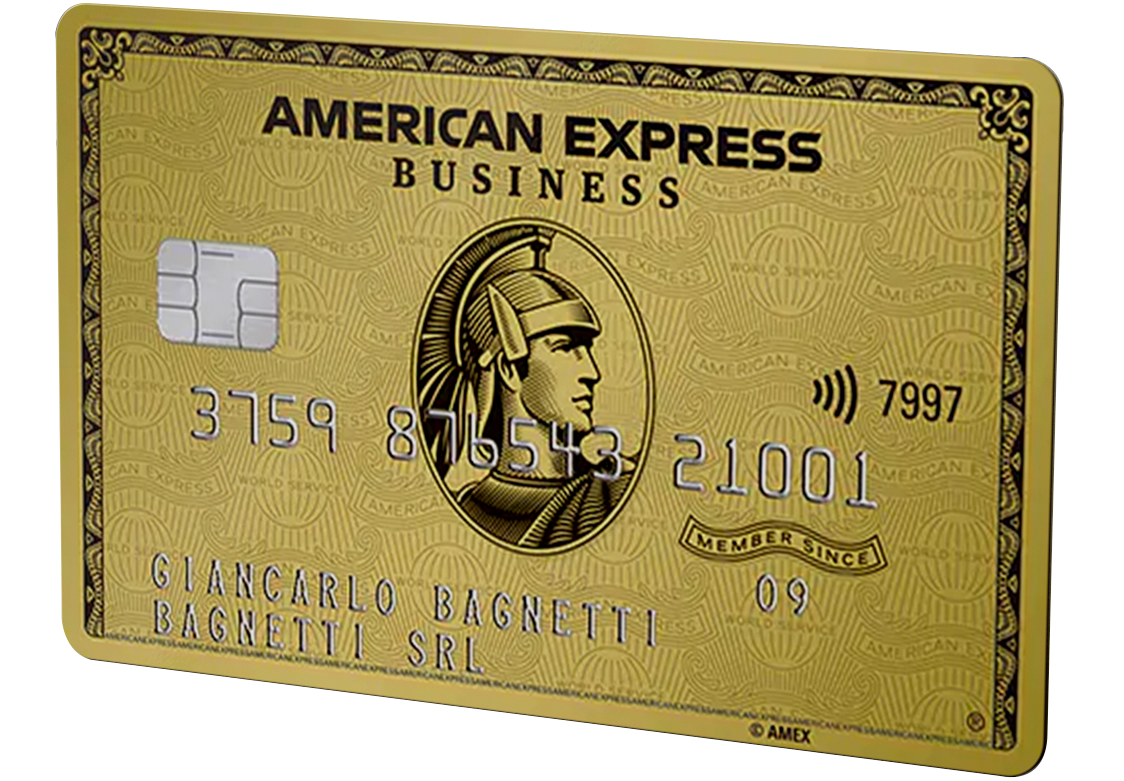 AMERICAN EXPRESS
BUSINESS
7997
3759 876543 21001
MEMBER SINCE
09
GIANCARLO BAGNETTI
BAGNETTI SRL
® 
© AMEX